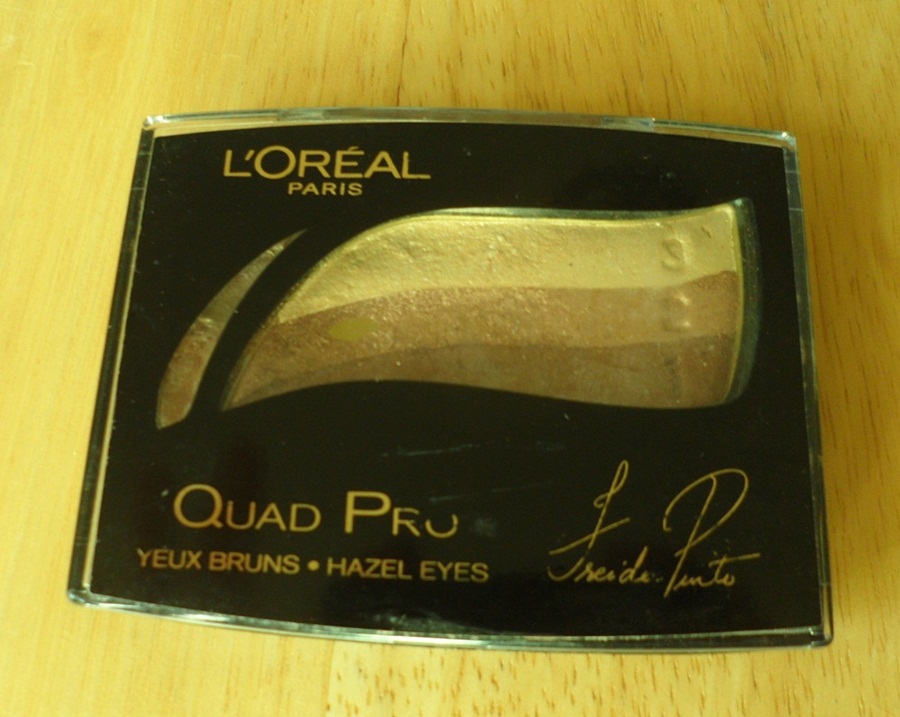 L'ORÉAL
PARIS
QUAD PRO
YEUX BRUNS • HAZEL EYES
Freida Pinto